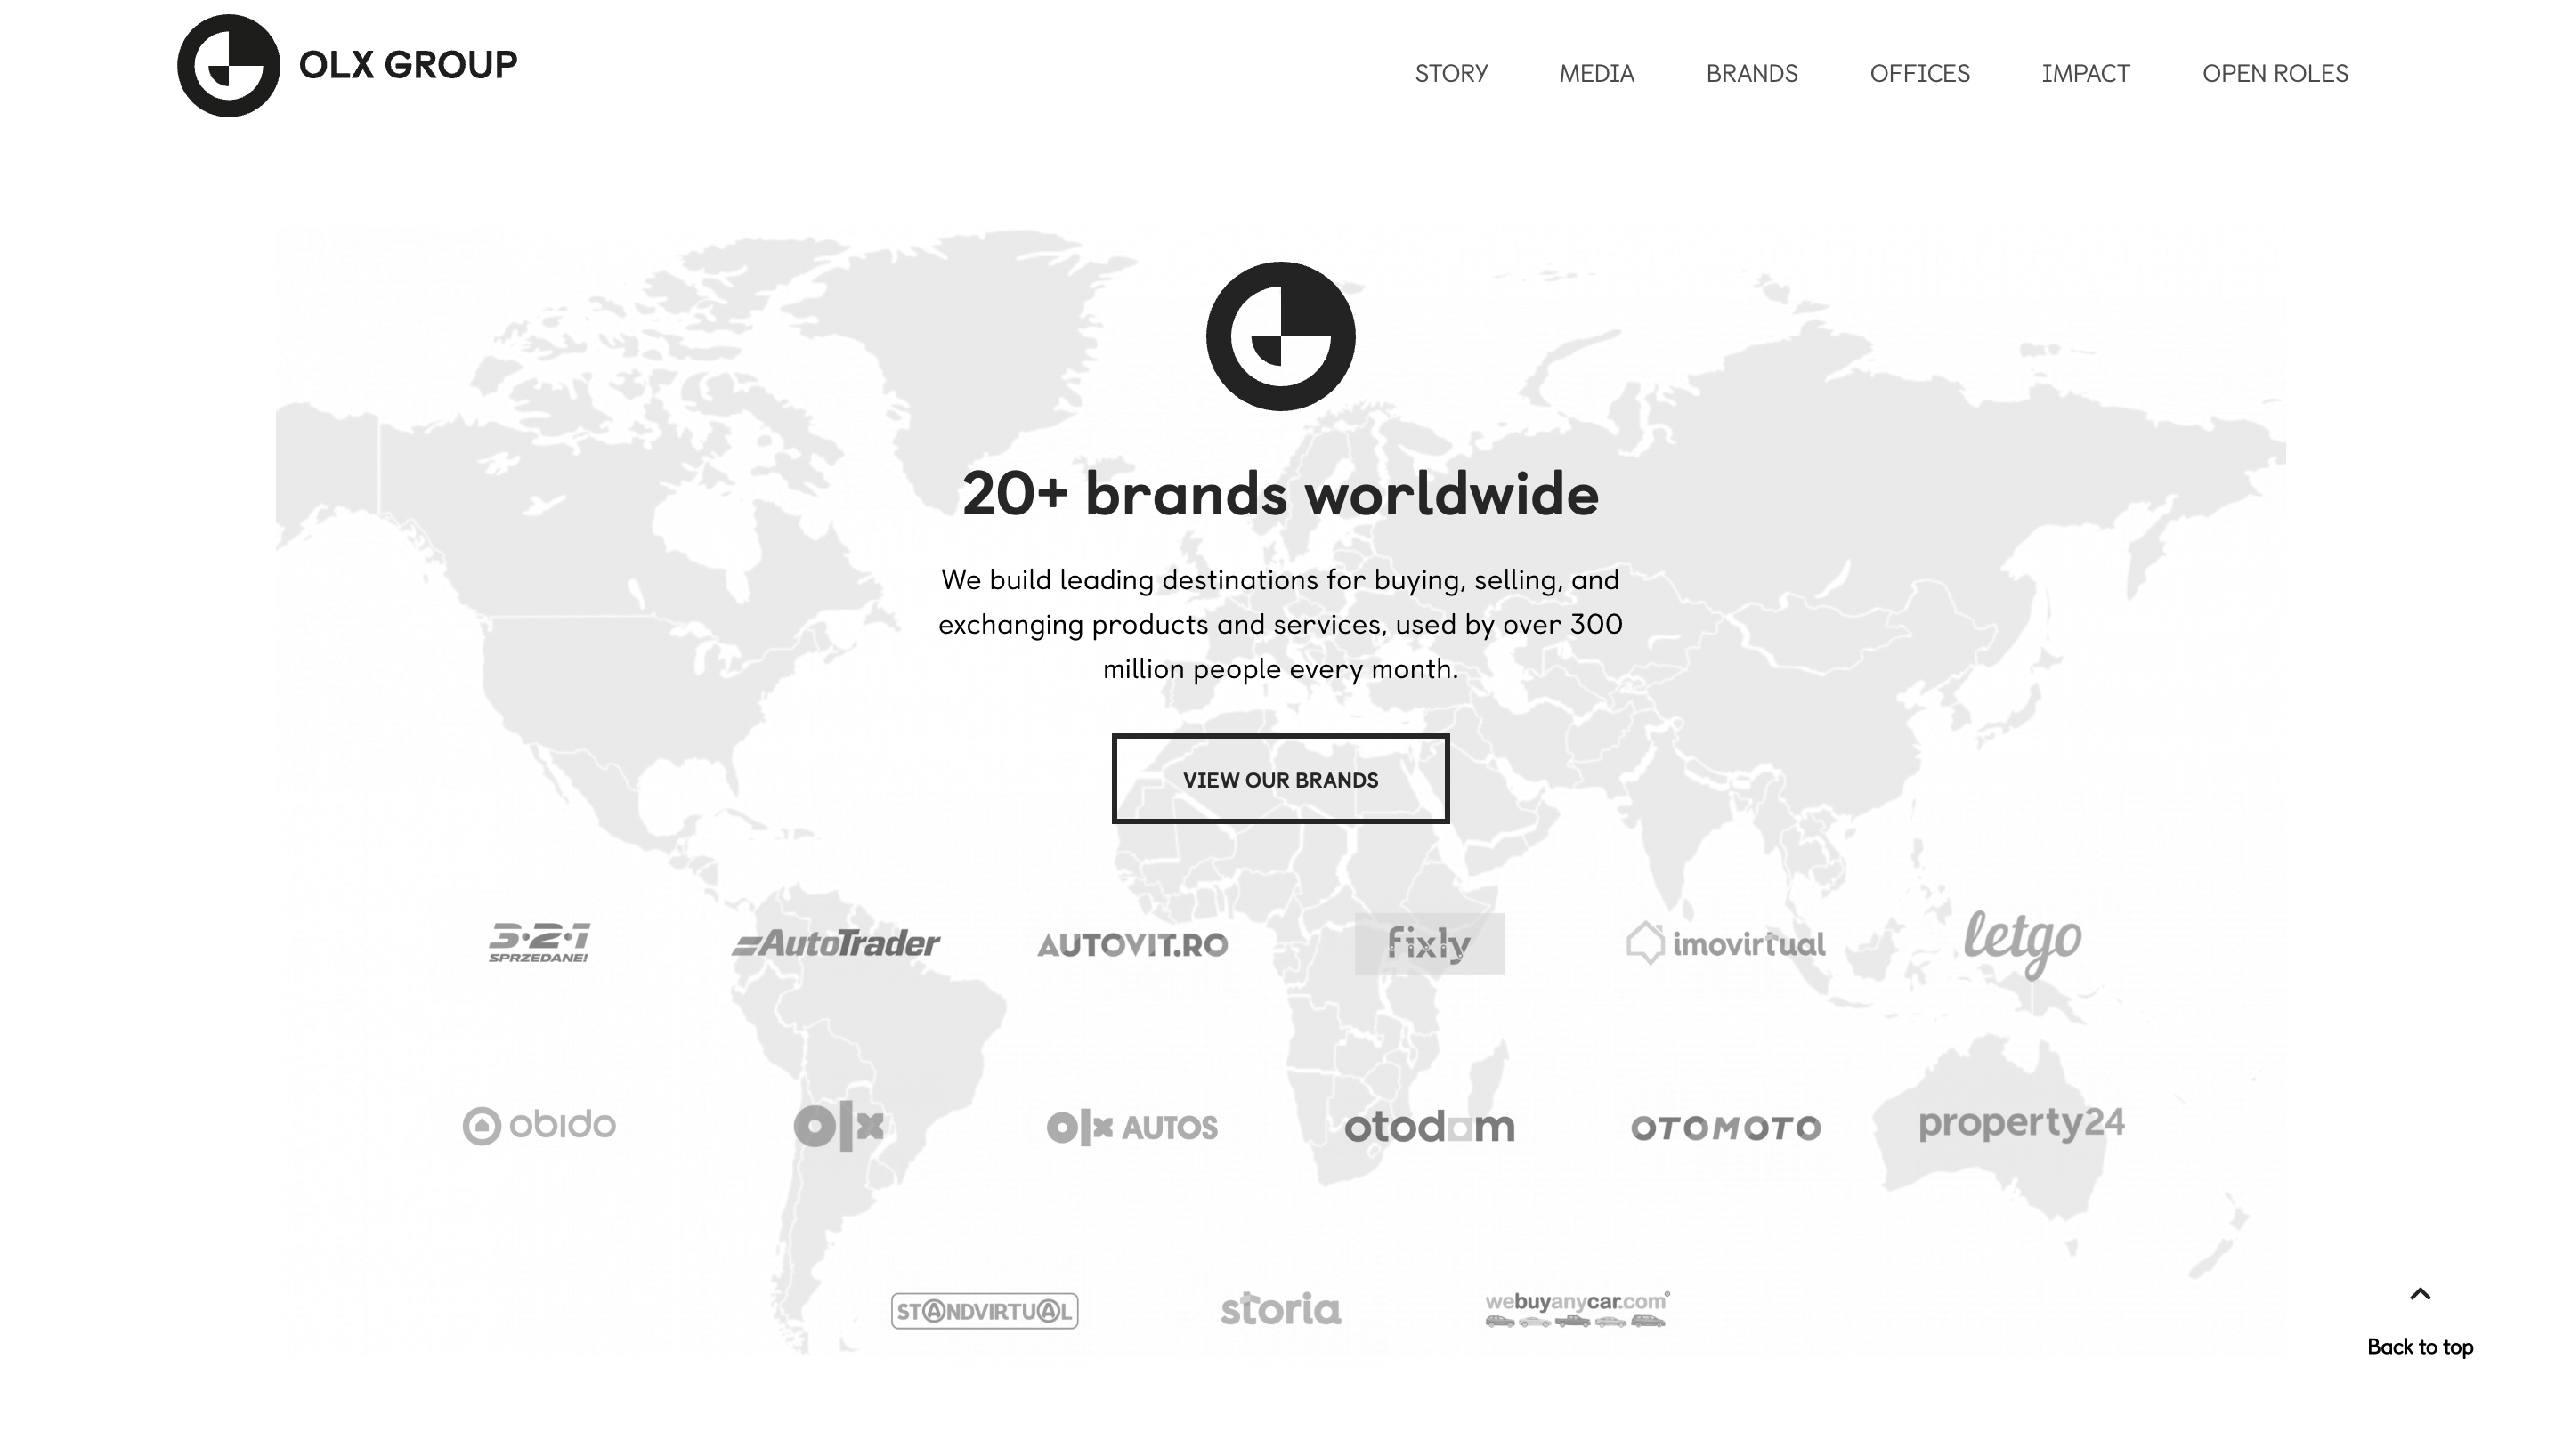 OLX GROUP
STORY
MEDIA
BRANDS
OFFICES
IMPACT
OPEN ROLES
20+ brands worldwide
We build leading destinations for buying, selling, and
exchanging products and services, used by over 300
million people every month.
VIEW OUR BRANDS
3·2·1
SPRZEDANE!
AutoTrader
AUTOVIT.RO
fixly
imovirtual
letgo
obido
olx
olx AUTOS
otodom
OTOMOTO
property24
STANDVIRTUAL
storia
webuyanycar.com®
Back to top